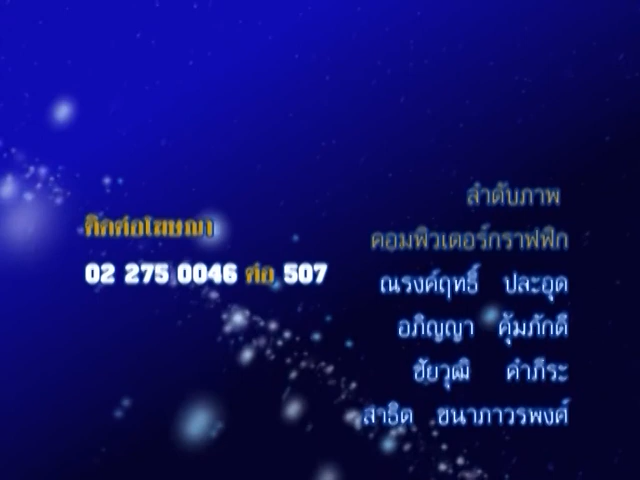 ติดต่อโฆษณา
02 275 0046 ต่อ 507
ลำดับภาพ
คอมพิวเตอร์กราฟฟิก
ณรงค์ฤทธิ์ ปละอุด
อภิญญา คุ้มภักดี
ชัยวุฒิ คำภีระ
สาธิต ชนาภาวรพงศ์